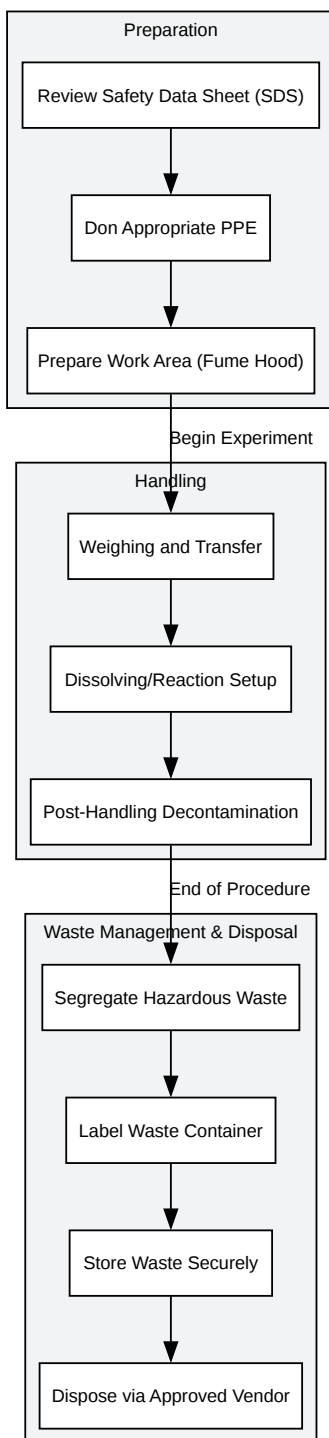 Preparation
Review Safety Data Sheet (SDS)
Don Appropriate PPE
Prepare Work Area (Fume Hood)
Begin Experiment
Handling
Weighing and Transfer
Dissolving/Reaction Setup
Post-Handling Decontamination
End of Procedure
Waste Management & Disposal
Segregate Hazardous Waste
Label Waste Container
Store Waste Securely
Dispose via Approved Vendor